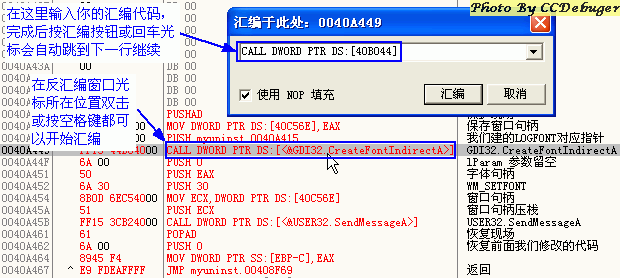 Photo By CCDebuger
在这里输入你的汇编代码，
完成后按汇编按钮或回车光
标会自动跳到下一行继续
汇编于此处：0040A449
CALL DWORD PTR DS:[40B044]
使用 NOP 填充
汇编
取消
在反汇编窗口光
标所在位置双击
或按空格键都可
以开始汇编
0040A43B 00 DB 00
DB 00
DB 00
PUSHAD
MOV DWORD PTR DS:[40C56E],EAX 保存窗口句柄
PUSH myuninst.0040A415 我们建的LOGFONT对应指针
CALL DWORD PTR DS:[<&GDI32.CreateFontIndirectA>] GDI32.CreateFontIndirectA
0040A44F 6A 00 PUSH 0 lParam 参数留空
0040A451 50 PUSH EAX 字体句柄
0040A452 6A 30 PUSH 30 WM_SETFONT
0040A454 8B0D 6EC54000 MOV ECX,DWORD PTR DS:[40C56E] 窗口句柄
0040A45A 51 PUSH ECX 窗口句柄压栈
0040A45B FF15 3CB24000 CALL DWORD PTR DS:[<&USER32.SendMessageA>] USER32.SendMessageA
0040A461 61 POPAD 恢复现场
0040A462 6A 00 PUSH 0 恢复前面我们修改的代码
0040A464 8945 F4 MOV DWORD PTR SS:[EBP-C],EAX
0040A467 ^ E9 FDEAFFFF JMP myuninst.00408F69 返回